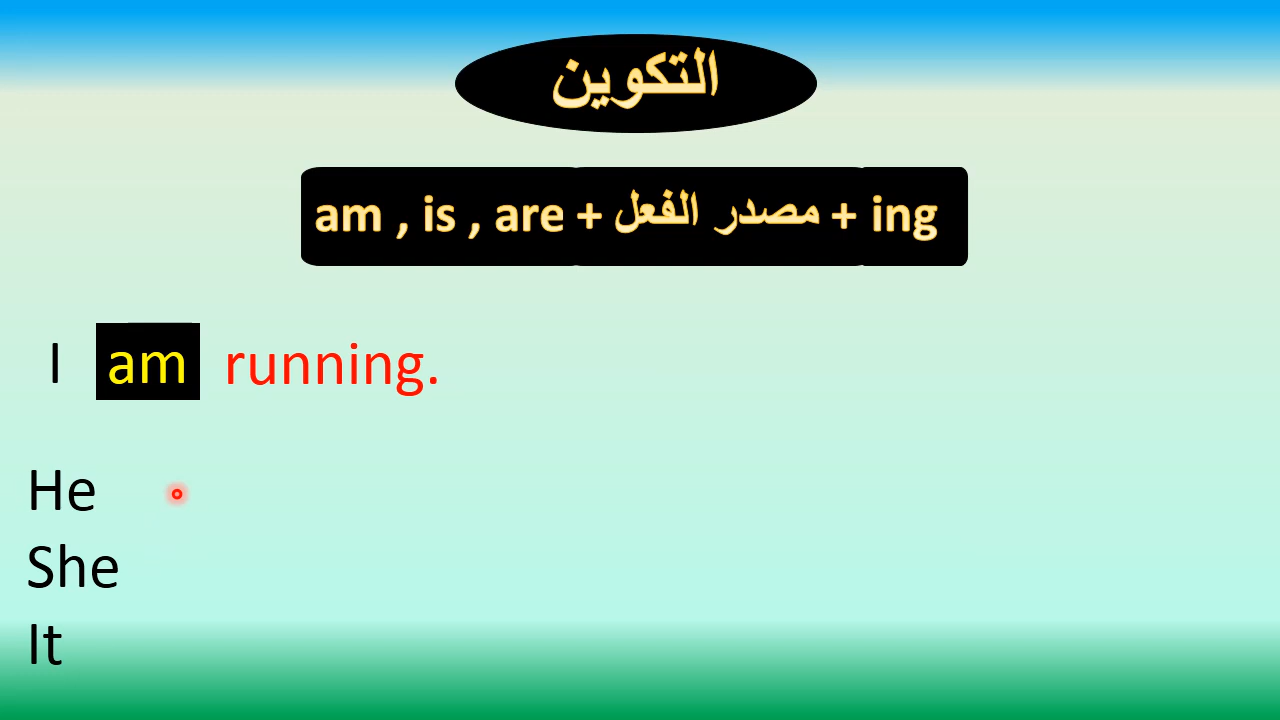 التكوين
am , is , are + مصدر الفعل + ing
I am running.
He
She
It